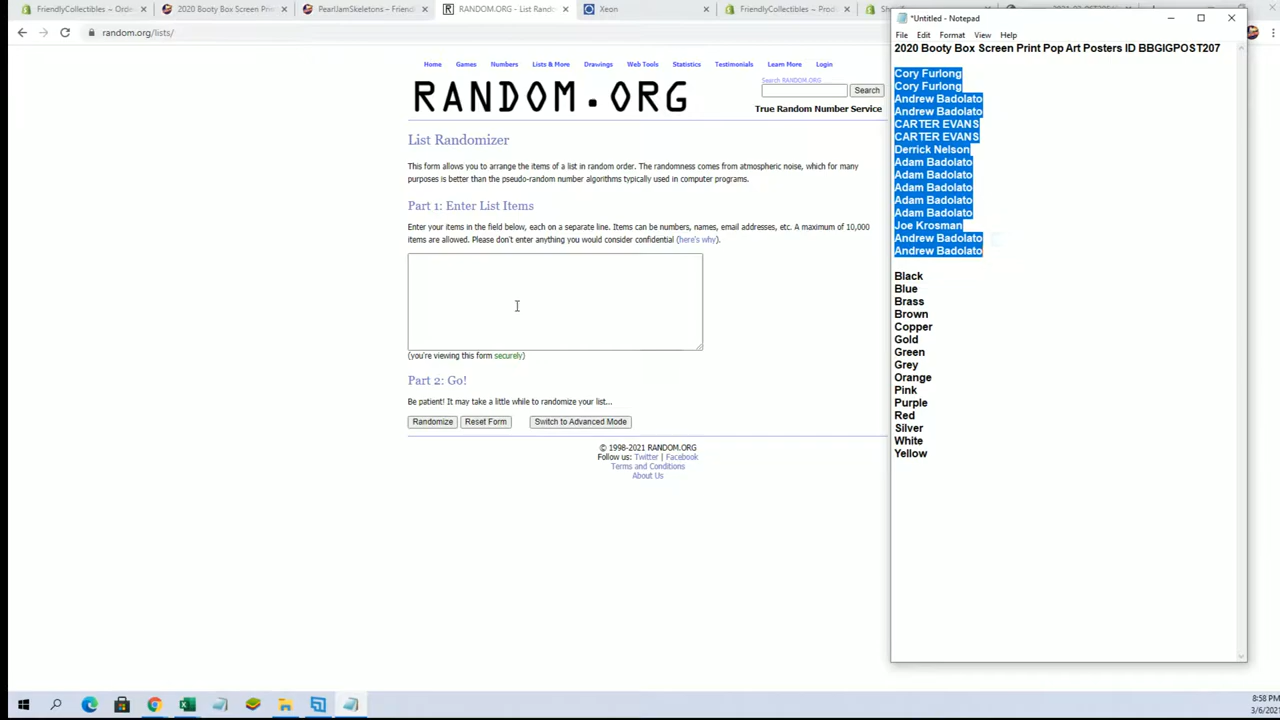 FriendlyCollectibles – Orde
2020 Booty Box Screen Prin
PearlJamSkeletons – Friend
RANDOM.ORG - List Random
Xeon
FriendlyCollectibles ~ Produ
*Untitled - Notepad
random.org/lists/
File Edit Format View Help
2020 Booty Box Screen Print Pop Art Posters ID BBGIGPOST207
Home Games Numbers Lists & More Drawings Web Tools Statistics Testimonials Learn More Login
Search RANDOM.ORG
Search
RANDOM.ORG
True Random Number Service
List Randomizer
This form allows you to arrange the items of a list in random order. The randomness comes from atmospheric noise, which for many
purposes is better than the pseudo-random number algorithms typically used in computer programs.
Part 1: Enter List Items
Enter your items in the field below, each on a separate line. Items can be numbers, names, email addresses, etc. A maximum of 10,000
items are allowed. Please don't enter anything you would consider confidential (here's why).
(you're viewing this form securely)
Part 2: Go!
Be patient! It may take a little while to randomize your list...
Randomize Reset Form Switch to Advanced Mode
© 1998-2021 RANDOM.ORG
Follow us: Twitter | Facebook
Terms and Conditions
About Us
Cory Furlong
Cory Furlong
Andrew Badolato
Andrew Badolato
CARTER EVANS
CARTER EVANS
Derrick Nelson
Adam Badolato
Adam Badolato
Adam Badolato
Adam Badolato
Adam Badolato
Joe Krosman
Andrew Badolato
Andrew Badolato
Black
Blue
Brass
Brown
Copper
Gold
Green
Grey
Orange
Pink
Purple
Red
Silver
White
Yellow
8:58 PM
3/6/2021